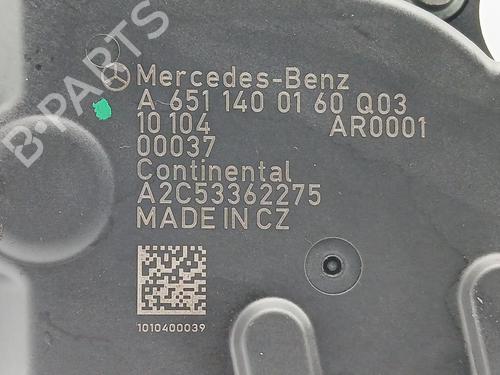 B-PARTS
Mercedes-Benz
A 651 140 01 60 Q03
10 104 AR0001
00037
Continental
A2C53362275
MADE IN CZ
1010400039